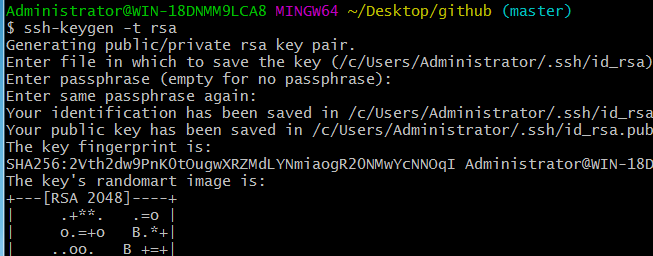 Administrator@WIN-18DNMM9LCA8 MINGW64 ~/Desktop/github (master)
$ ssh-keygen -t rsa
Generating public/private rsa key pair.
Enter file in which to save the key (/c/Users/Administrator/.ssh/id_rsa)
Enter passphrase (empty for no passphrase):
Enter same passphrase again:
Your identification has been saved in /c/Users/Administrator/.ssh/id_rsa
Your public key has been saved in /c/Users/Administrator/.ssh/id_rsa.pub
The key fingerprint is:
SHA256:2Vth2dw9PnK0tOugwXRZMdLYNmiaogR20NMwYcNNOqI Administrator@WIN-18D
The key's randomart image is:
+---[RSA 2048]----+
|     .+**.   .=o |
|     o.=+o   B.*+|
|    ..oo.   B +=+|